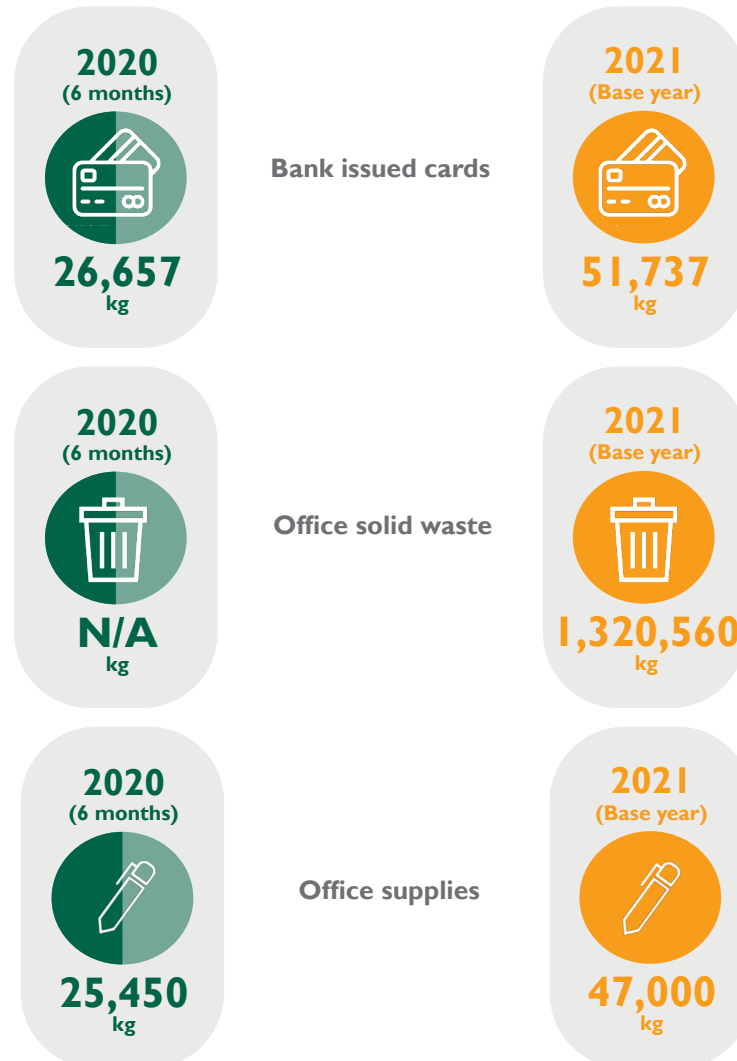 2020
(6 months)
26,657
kg
Bank issued cards
2021
(Base year)
51,737
kg
2020
(6 months)
N/A
kg
Office solid waste
2021
(Base year)
1,320,560
kg
2020
(6 months)
25,450
kg
Office supplies
2021
(Base year)
47,000
kg